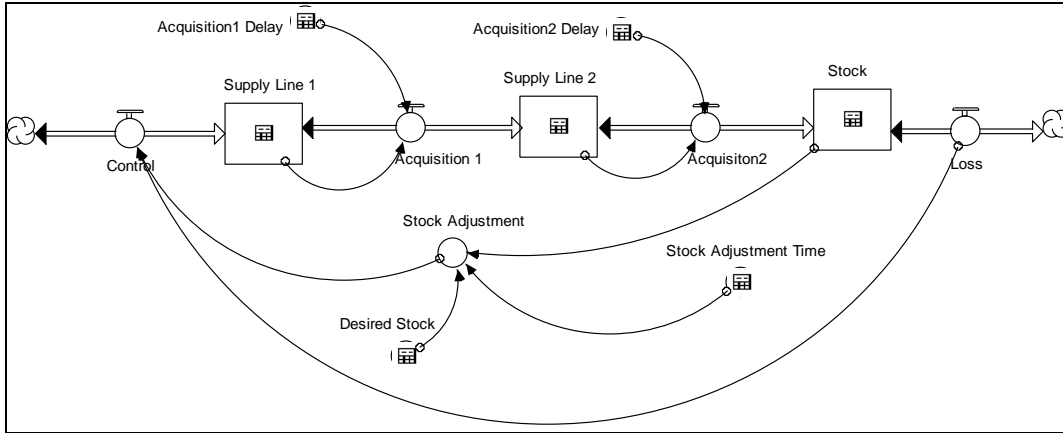 Acquisition1 Delay
Acquisition2 Delay
Supply Line 1
Supply Line 2
Stock
Control
Acquisition 1
Acquisiton2
Loss
Stock Adjustment
Stock Adjustment Time
Desired Stock